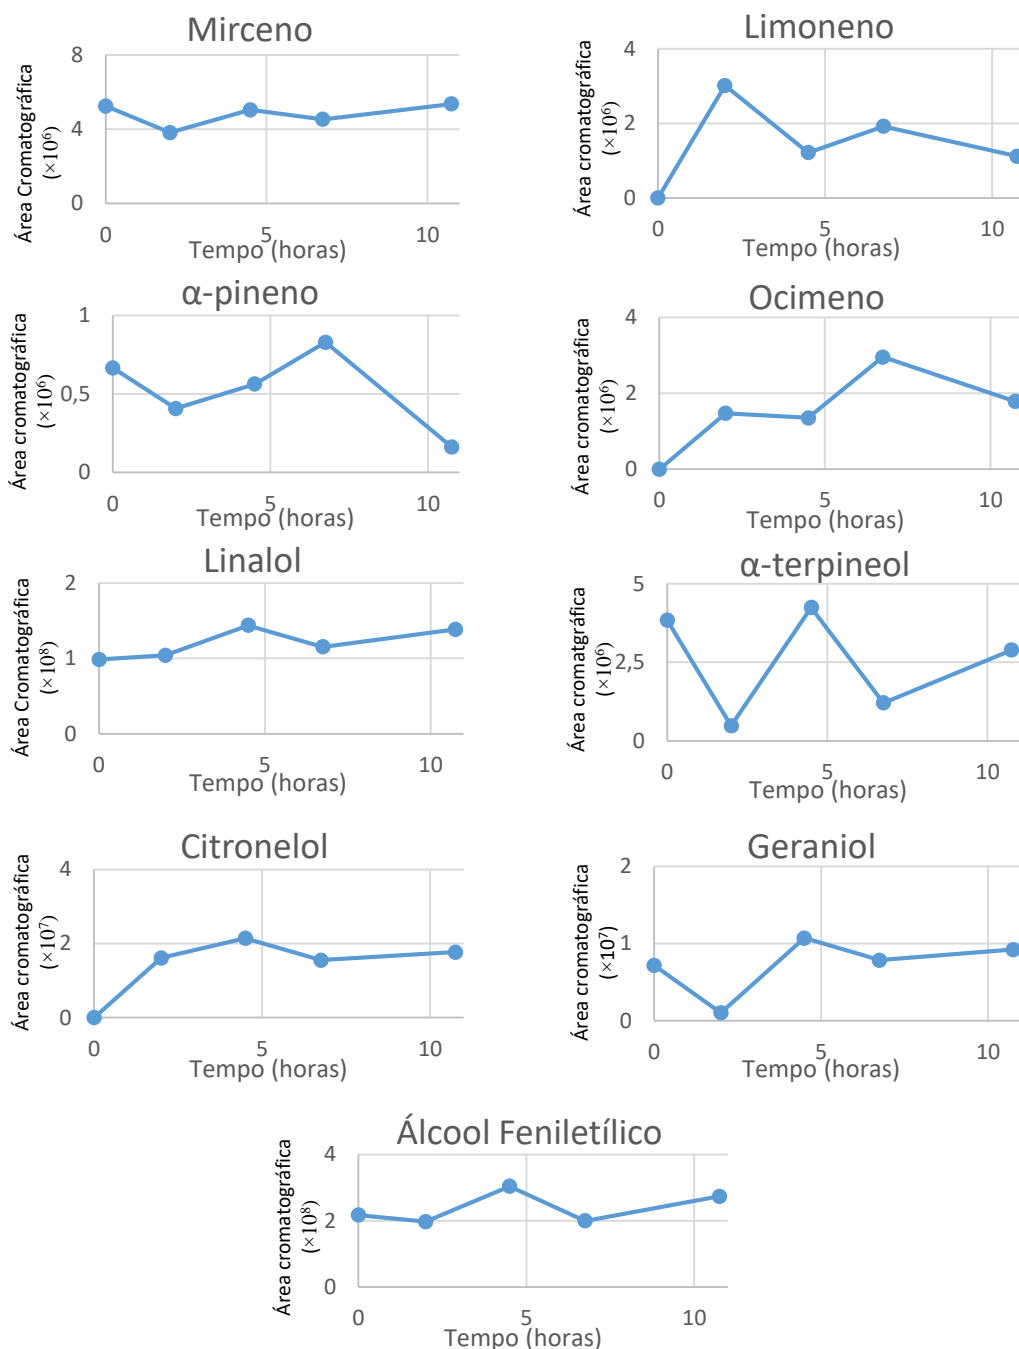 Mirceno
Área Cromatográfica
(×10⁶)
8
4
0
0
5
10
Tempo (horas)
Limoneno
Área cromatográfica
(×10⁶)
4
2
0
0
5
10
Tempo (horas)
α-pineno
Área cromatográfica
(×10⁶)
1
0,5
0
0
5
10
Tempo (horas)
Ocimeno
Área cromatográfica
(×10⁶)
4
2
0
0
5
10
Tempo (horas)
Linalol
Área Cromatográfica
(×10⁸)
2
1
0
0
5
10
Tempo (horas)
α-terpineol
Área cromatgráfica
(×10⁶)
5
2,5
0
0
5
10
Tempo (horas)
Citronelol
Área cromatográfica
(×10⁷)
4
2
0
0
5
10
Tempo (horas)
Geraniol
Área cromatográfica
(×10⁷)
2
1
0
0
5
10
Tempo (horas)
Álcool Feniletílico
Área cromatográfica
(×10⁸)
4
2
0
0
5
10
Tempo (horas)